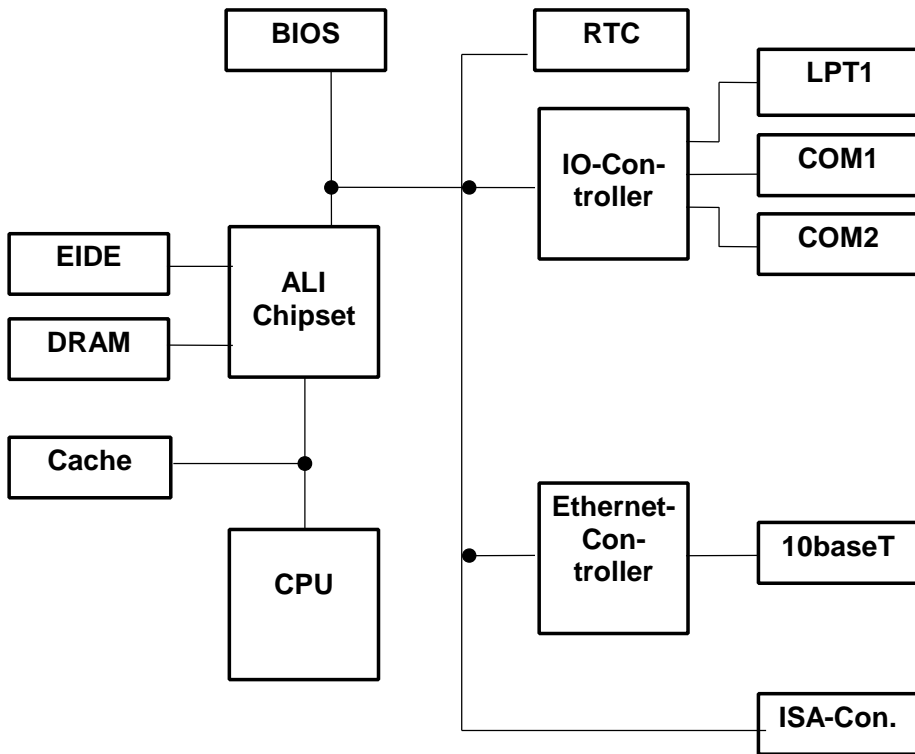 BIOS
RTC
LPT1
IO-Con-
troller
COM1
COM2
EIDE
ALI
Chipset
DRAM
Cache
Ethernet-
Con-
troller
10baseT
CPU
ISA-Con.